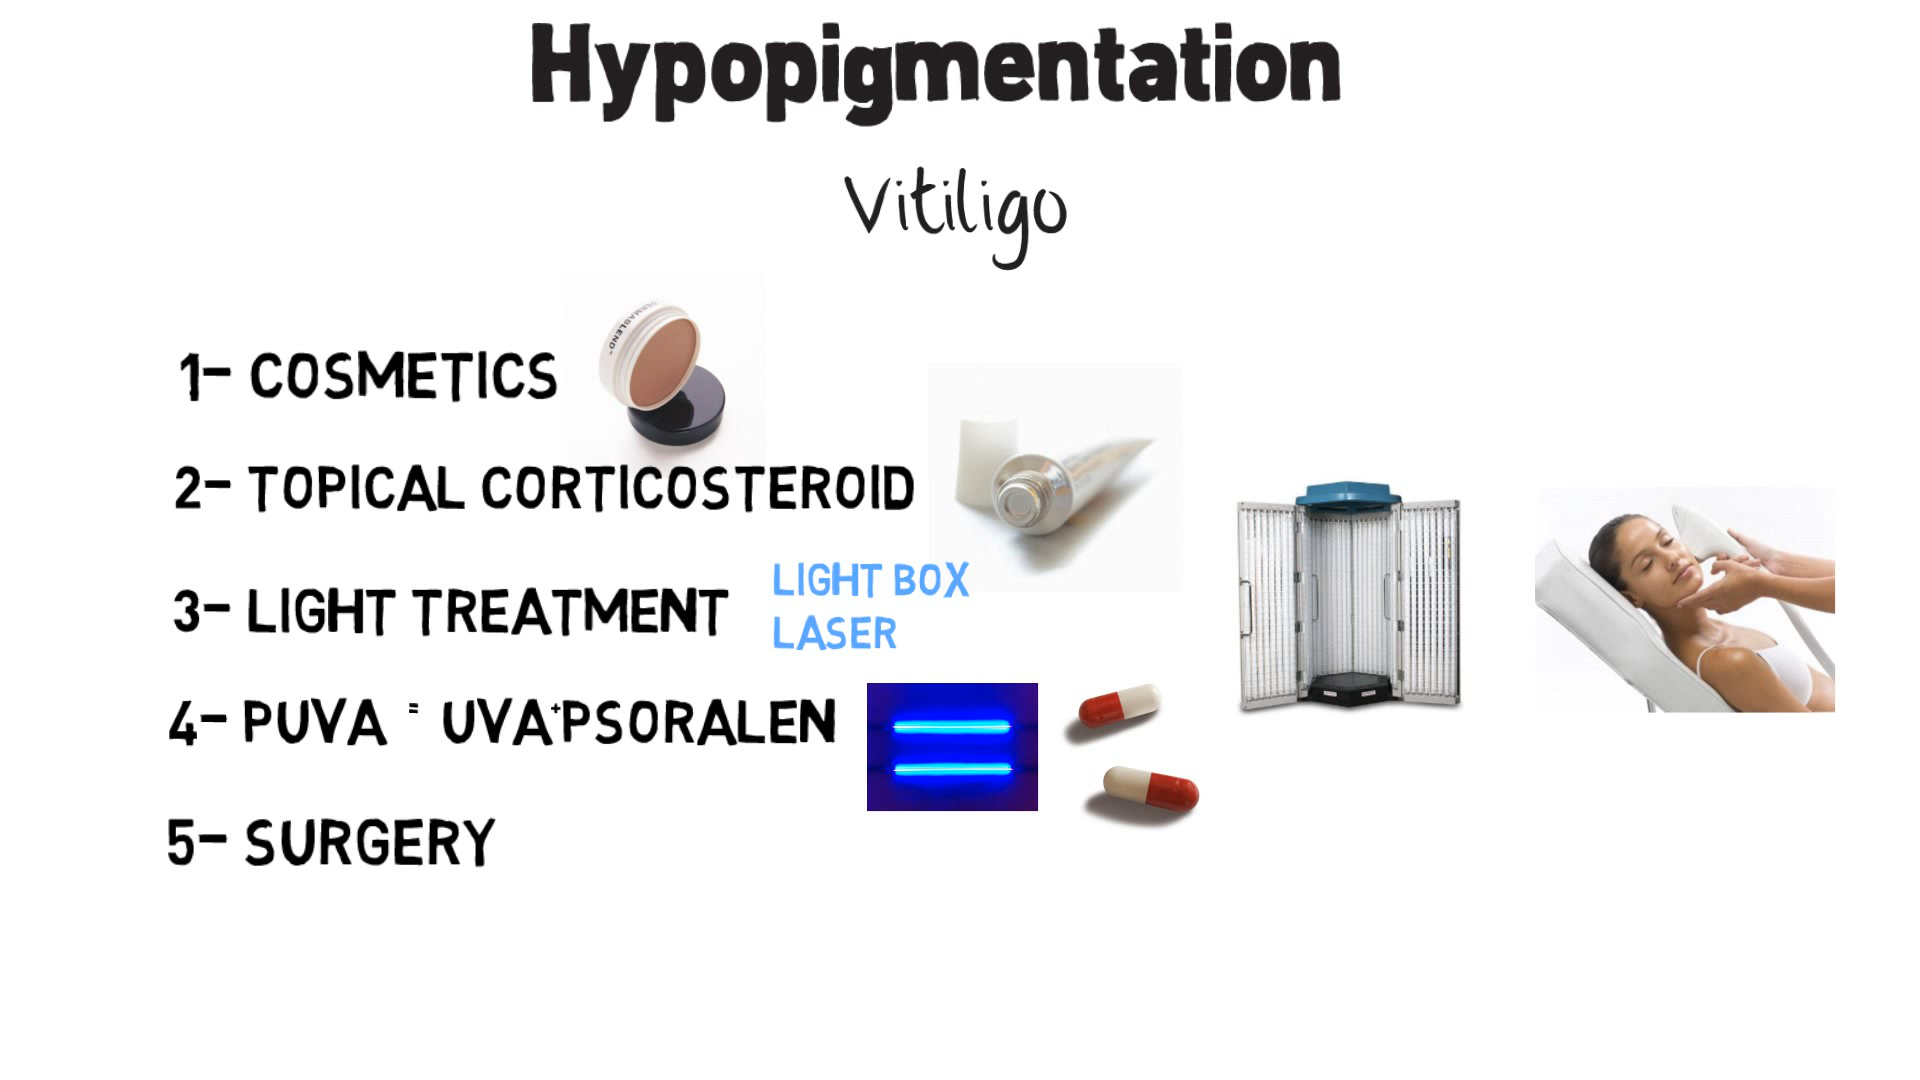 Hypopigmentation
Vitiligo
1- COSMETICS
DERMABLEND™
2- TOPICAL CORTICOSTEROID
3- LIGHT TREATMENT
LIGHT BOX
LASER
4- PUVA = UVA+PSORALEN
5- SURGERY